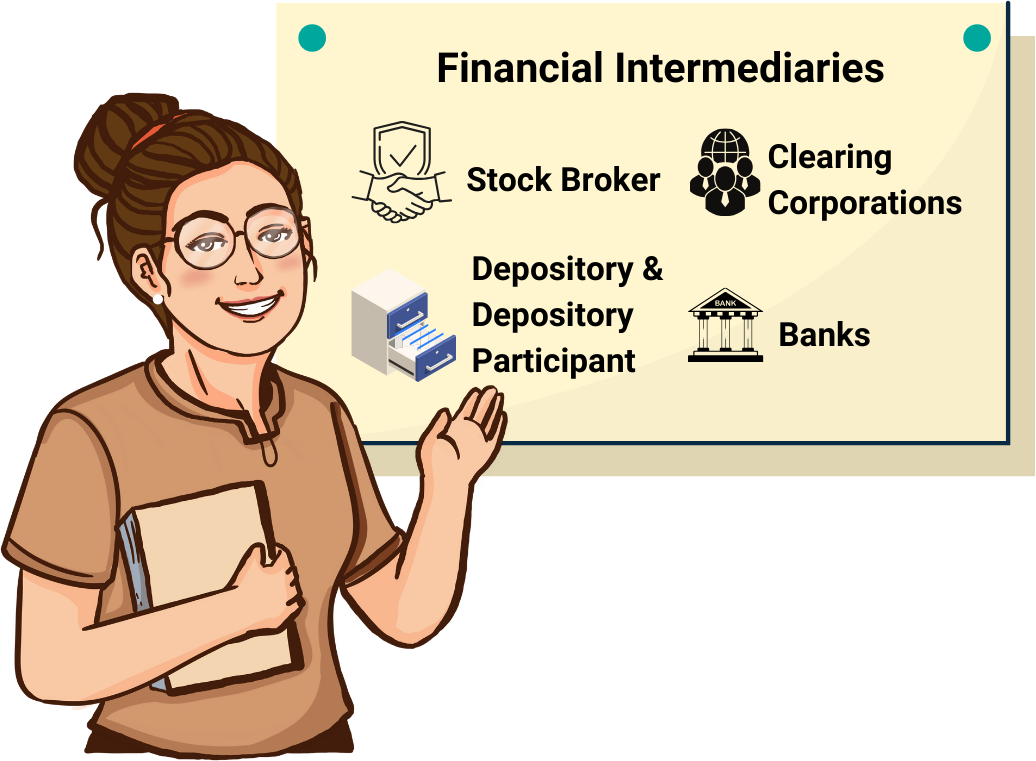 Financial Intermediaries
Stock Broker
Clearing
Corporations
Depository &
Depository
Participant
BANK
Banks